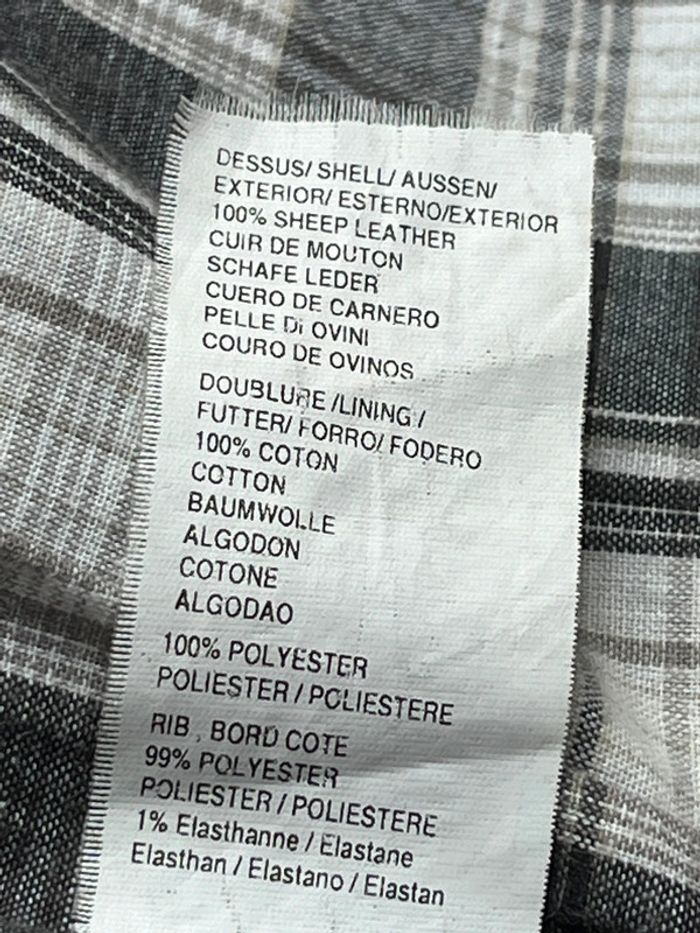 DESSUS/ SHELL/ AUSSEN/
EXTERIOR/ ESTERNO/EXTERIOR
100% SHEEP LEATHER
CUIR DE MOUTON
SCHAFE LEDER
CUERO DE CARNERO
PELLE Di OVINI
COURO DE OVINOS
DOUBLURE /LINING /
FUTTER/ FORRO/ FODERO
100% COTON
COTTON
BAUMWOLLE
ALGODON
COTONE
ALGODAO
100% POLYESTER
POLIESTER / POLIESTERE
RIB , BORD COTE
99% POLYESTER
POLIESTER / POLIESTERE
1% Elasthanne / Elastane
Elasthan / Elastano / Elastan